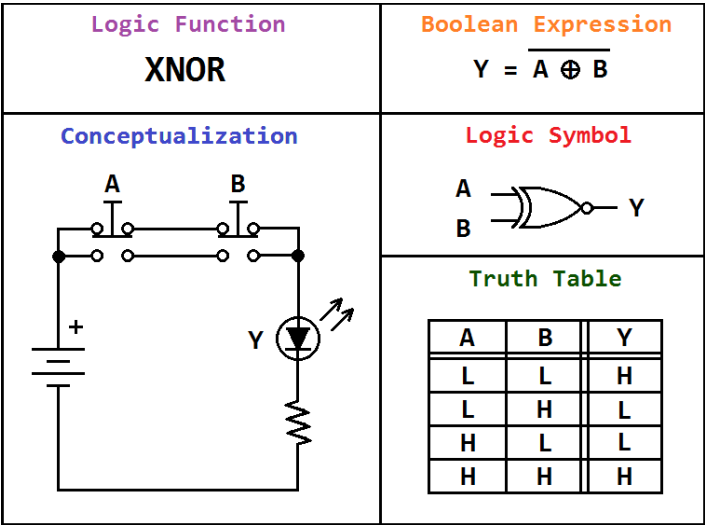 Logic Function
XNOR
Boolean Expression
Y = A ⊕ B
Conceptualization
A B
+
Y
Logic Symbol
A
B
Y
Truth Table
A B Y
L L H
L H L
H L L
H H H